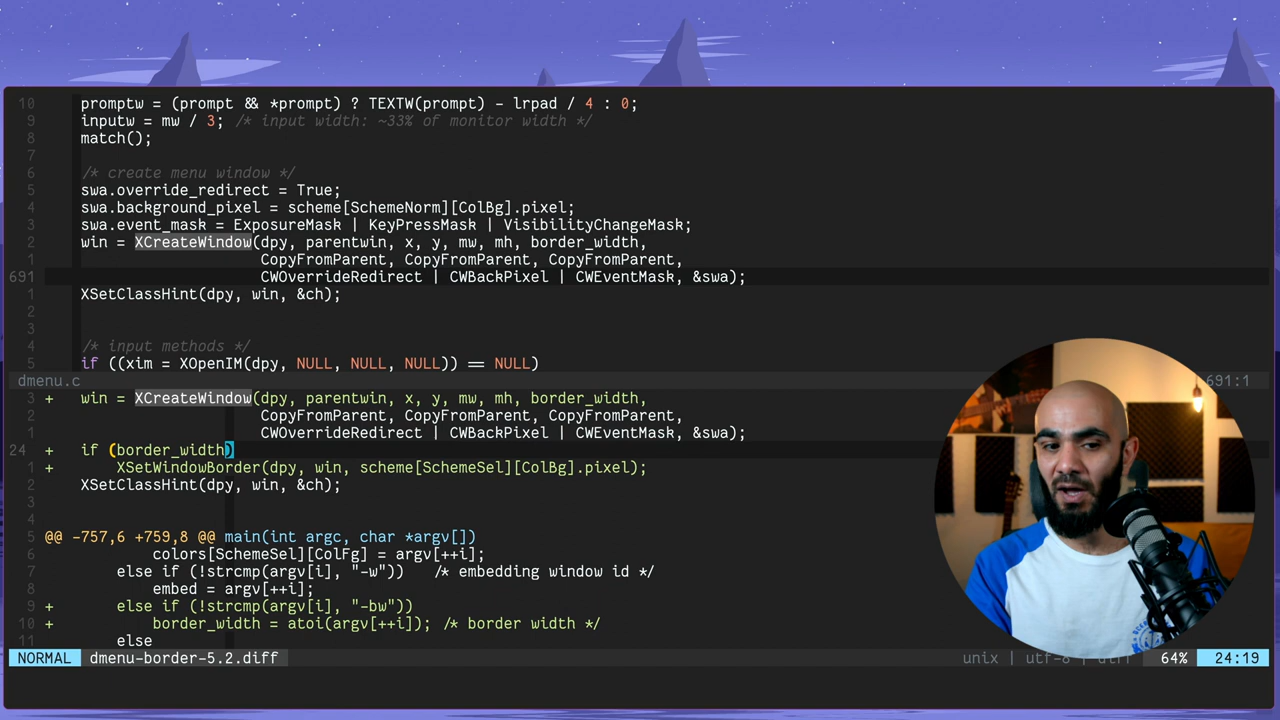 10 promptw = (prompt && *prompt) ? TEXTW(prompt) - lrpad / 4 : 0;
9 inputw = mw / 3; /* input width: ~33% of monitor width */
8 match();
7
6 /* create menu window */
5 swa.override_redirect = True;
4 swa.background_pixel = scheme[SchemeNorm][ColBg].pixel;
3 swa.event_mask = ExposureMask | KeyPressMask | VisibilityChangeMask;
2 win = XCreateWindow(dpy, parentwin, x, y, mw, mh, border_width,
1 CopyFromParent, CopyFromParent, CopyFromParent,
691 CWOverrideRedirect | CWBackPixel | CWEventMask, &swa);
1 XSetClassHint(dpy, win, &ch);
2
3
4 /* input methods */
5 if ((xim = XOpenIM(dpy, NULL, NULL, NULL)) == NULL)
dmenu.c 691:1
3 + win = XCreateWindow(dpy, parentwin, x, y, mw, mh, border_width,
2 CopyFromParent, CopyFromParent, CopyFromParent,
1 CWOverrideRedirect | CWBackPixel | CWEventMask, &swa);
24 + if (border_width)
1 + XSetWindowBorder(dpy, win, scheme[SchemeSel][ColBg].pixel);
2 XSetClassHint(dpy, win, &ch);
3
4
5 @@ -757,6 +759,8 @@ main(int argc, char *argv[])
6 colors[SchemeSel][ColFg] = argv[++i];
7 else if (!strcmp(argv[i], "-w")) /* embedding window id */
8 embed = argv[++i];
9 + else if (!strcmp(argv[i], "-bw"))
10 + border_width = atoi(argv[++i]); /* border width */
11 else
NORMAL dmenu-border-5.2.diff unix | utf-8 | diff 64% 24:19